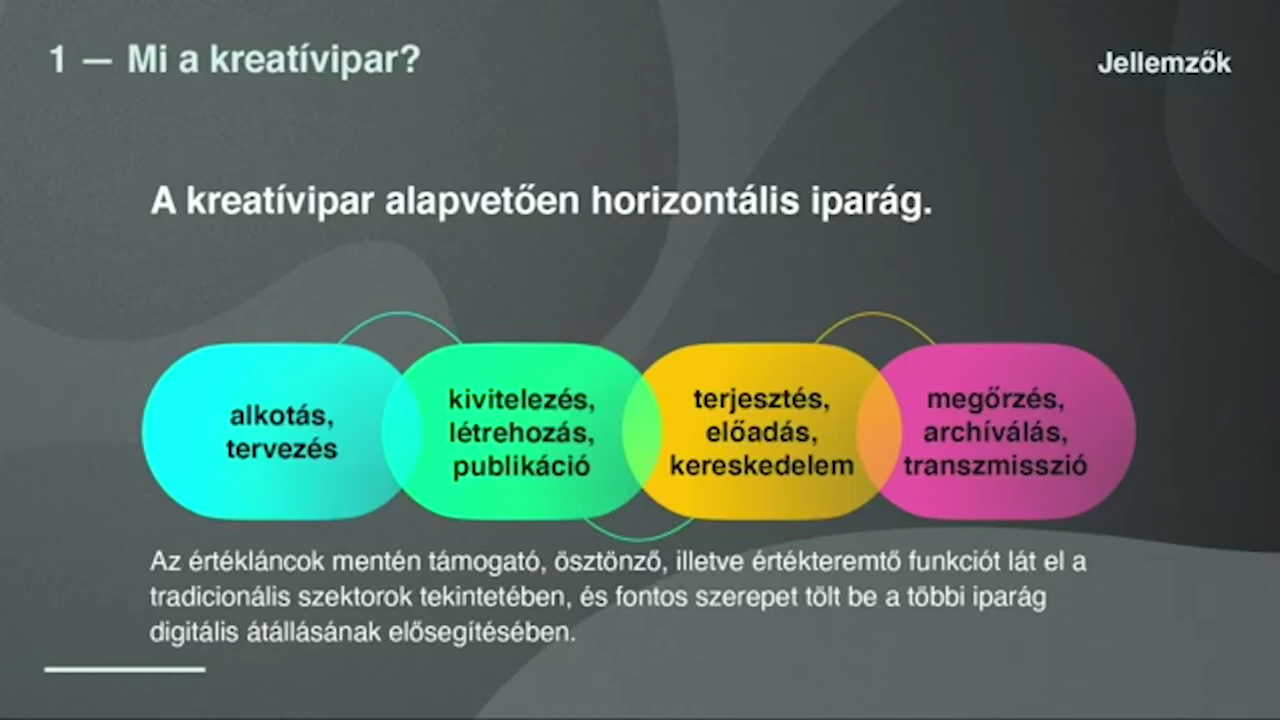 1 — Mi a kreatívipar?
Jellemzők
A kreatívipar alapvetően horizontális iparág.
alkotás,
tervezés
kivitelezés,
létrehozás,
publikáció
terjesztés,
előadás,
kereskedelem
megőrzés,
archíválás,
transzmisszió
Az értékláncok mentén támogató, ösztönző, illetve értékteremtő funkciót lát el a
tradicionális szektorok tekintetében, és fontos szerepet tölt be a többi iparág
digitális átállásának elősegítésében.